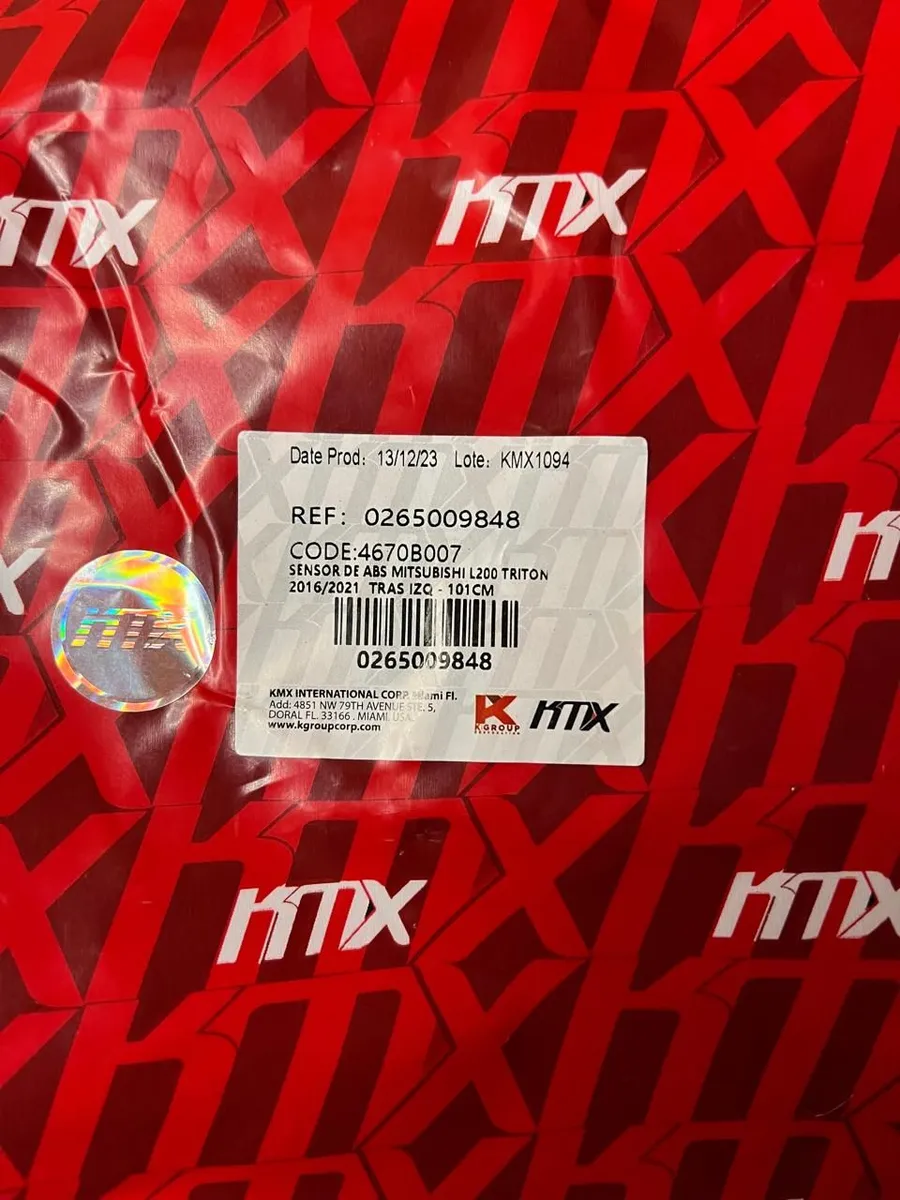 KMX
KMX
Date Prod: 13/12/23 Lote: KMX1094
REF: 0265009848
CODE:4670B007
SENSOR DE ABS MITSUBISHI L200 TRITON
2016/2021 TRAS IZQ - 101CM
0265009848
KMX INTERNATIONAL CORP. Miami Fl.
Add: 4851 NW 79TH AVENUE STE. 5,
DORAL FL. 33166 . MIAMI. USA.
www.kgroupcorp.com
K GROUP
KMX
KMX
KMX
KMX